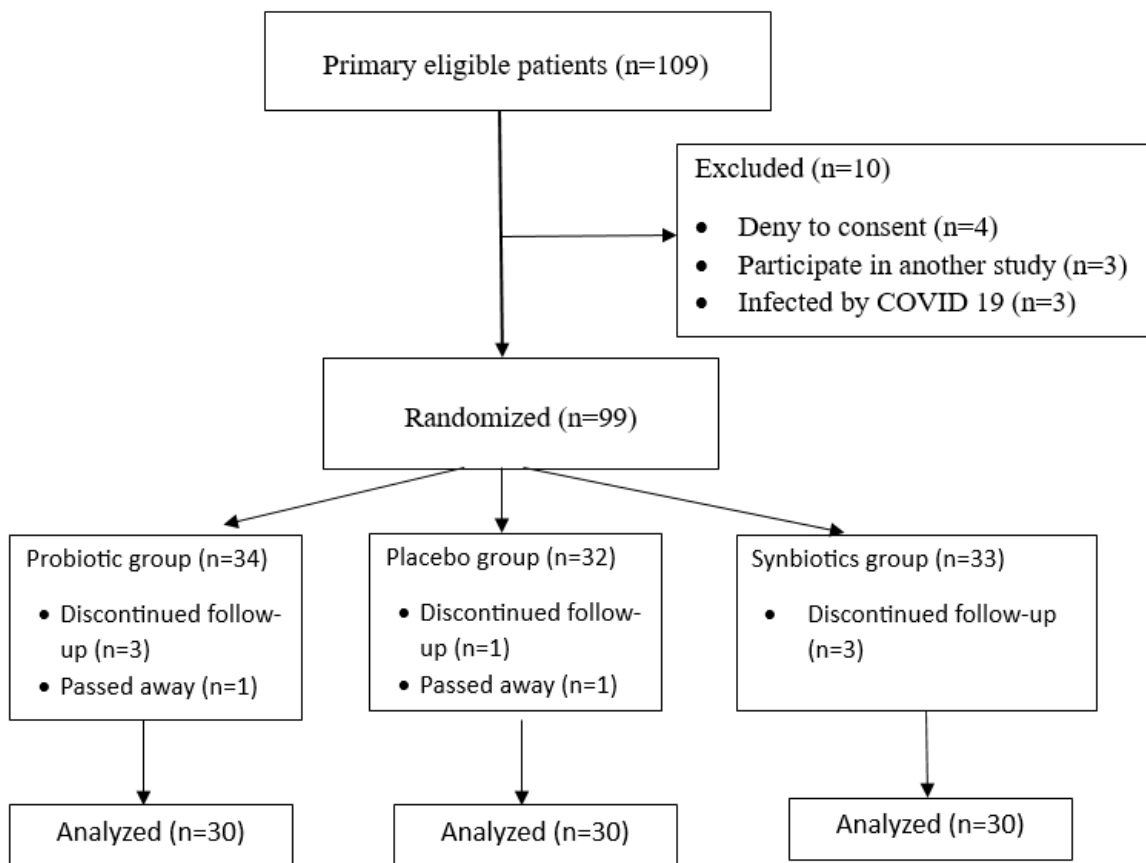 Primary eligible patients (n=109)
Excluded (n=10)
• Deny to consent (n=4)
• Participate in another study (n=3)
• Infected by COVID 19 (n=3)
Randomized (n=99)
Probiotic group (n=34)
• Discontinued follow-
up (n=3)
• Passed away (n=1)
Placebo group (n=32)
• Discontinued follow-
up (n=1)
• Passed away (n=1)
Synbiotics group (n=33)
• Discontinued follow-up
(n=3)
Analyzed (n=30)
Analyzed (n=30)
Analyzed (n=30)